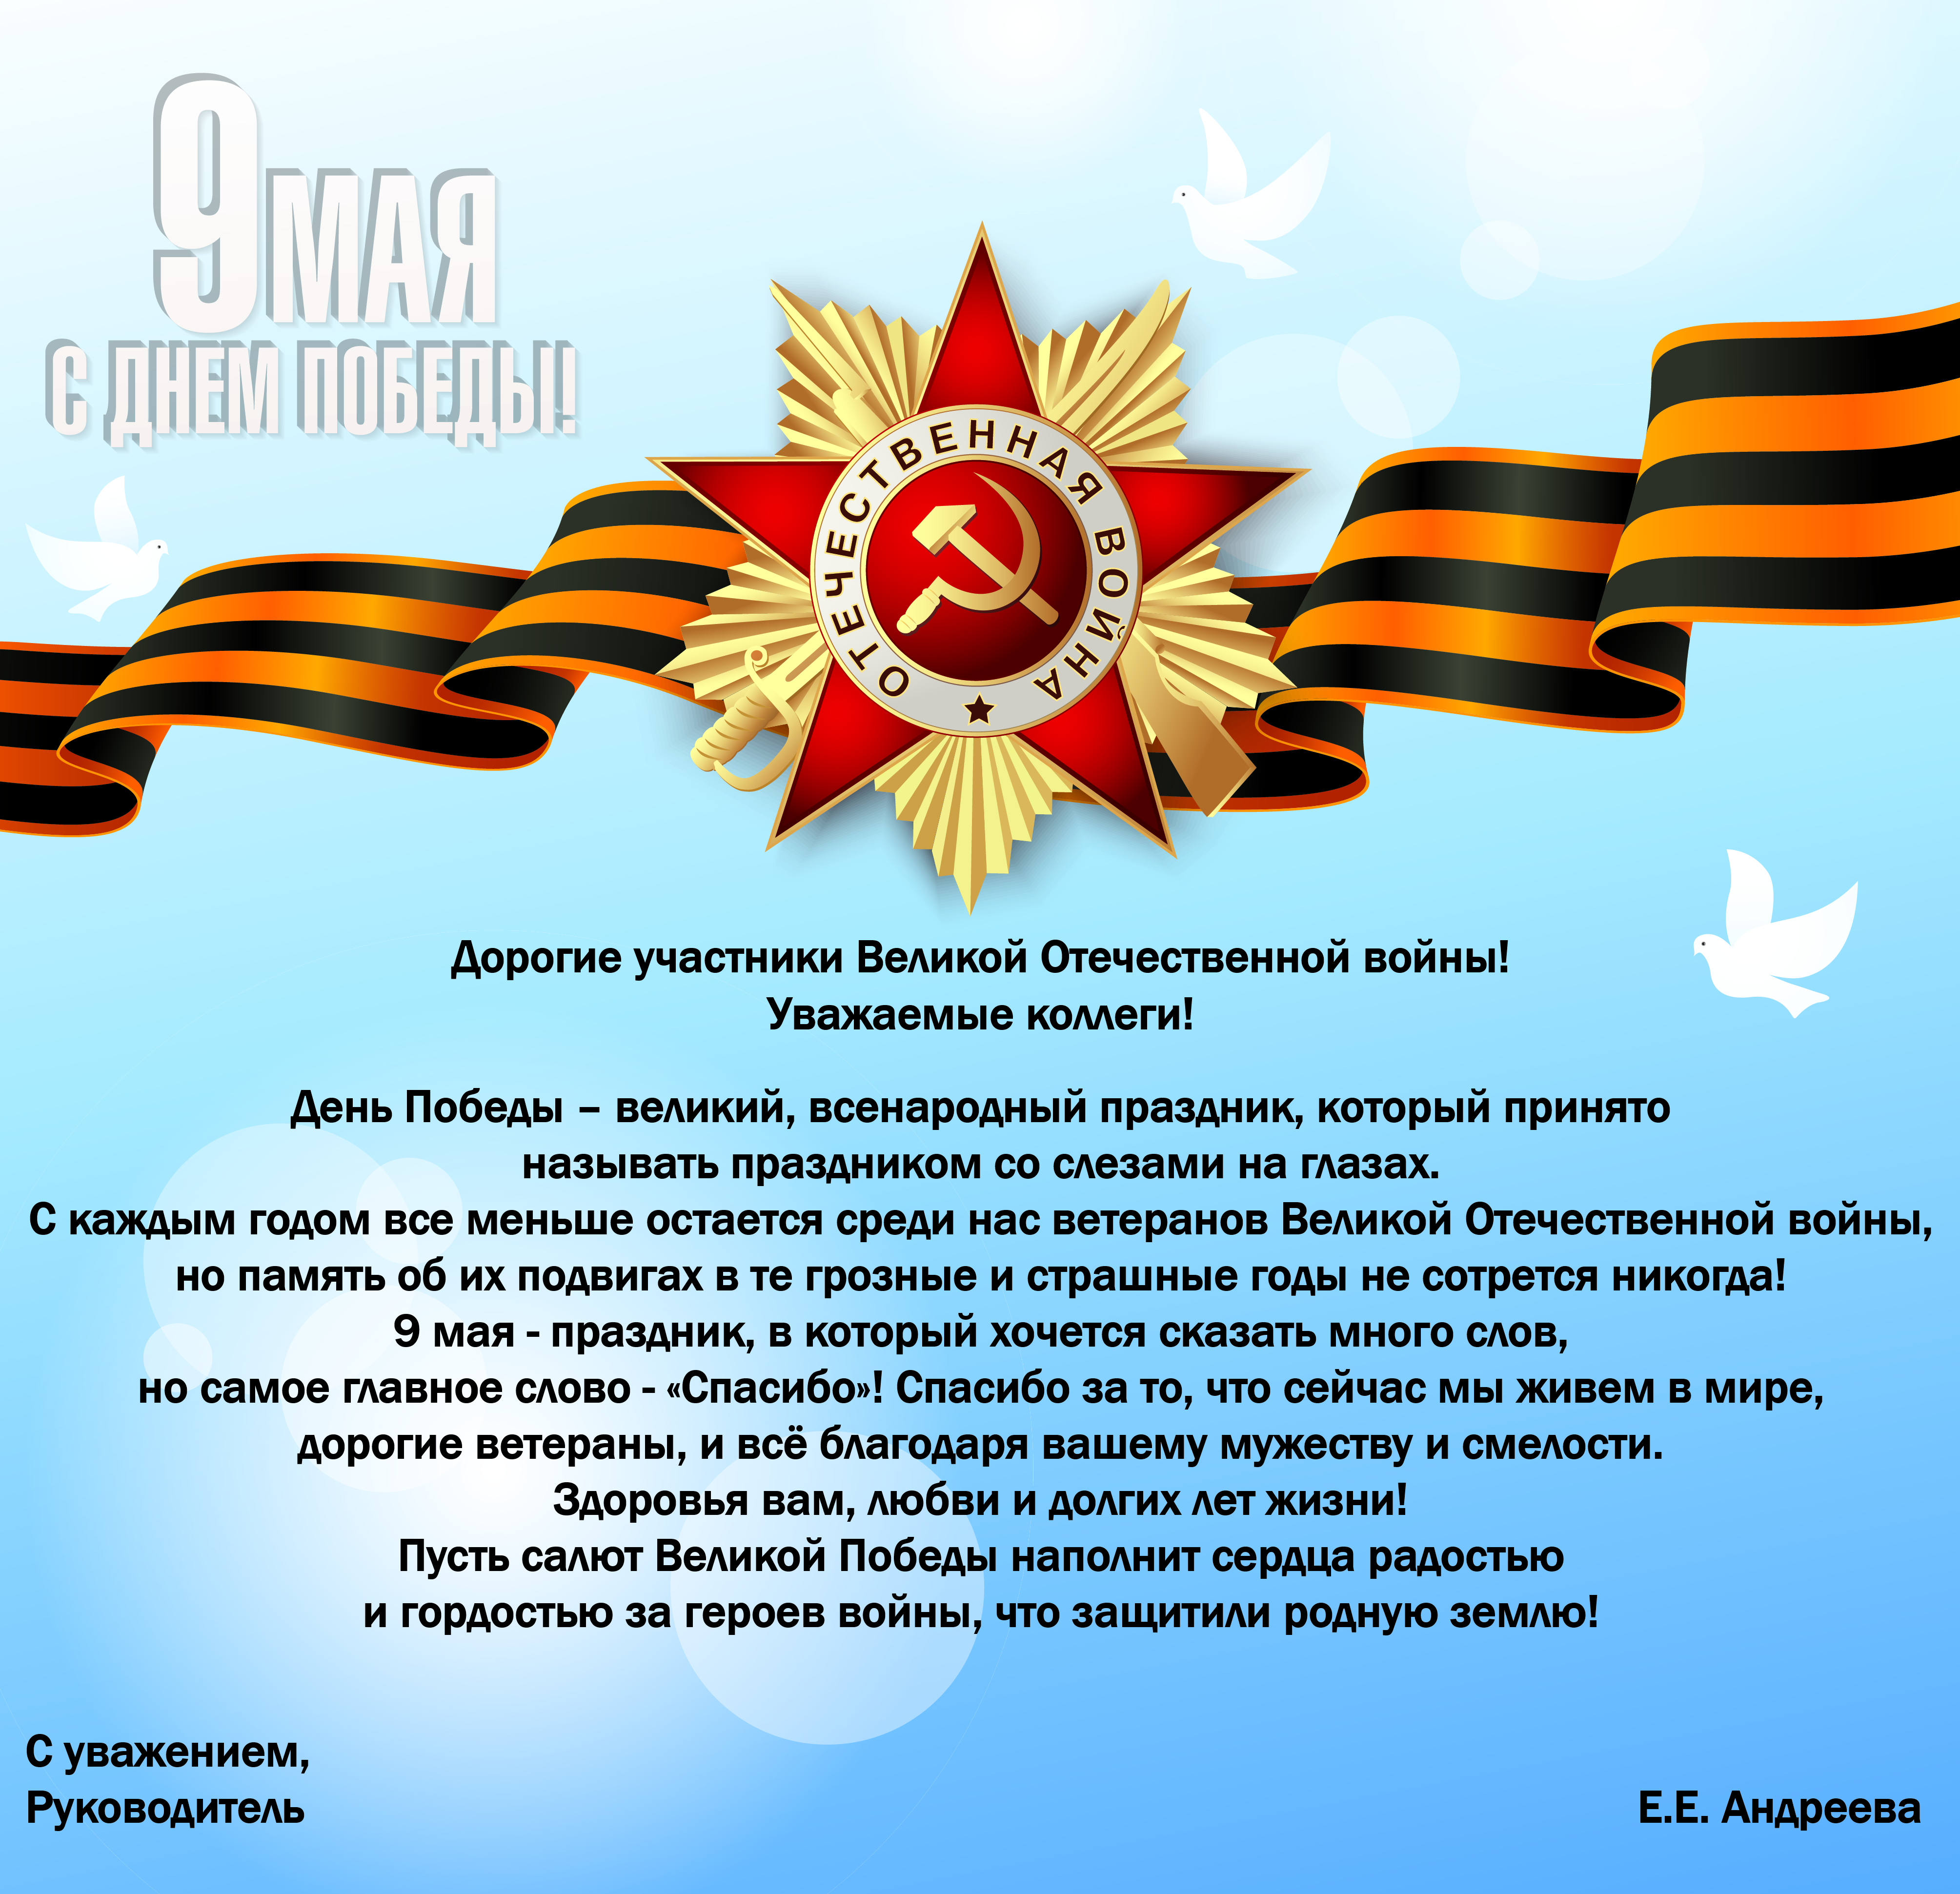 9 МАЯ
С ДНЕМ ПОБЕДЫ!
ОТЕЧЕСТВЕННАЯ ВОЙНА
Дорогие участники Великой Отечественной войны!
Уважаемые коллеги!
День Победы – великий, всенародный праздник, который принято
называть праздником со слезами на глазах.
С каждым годом все меньше остается среди нас ветеранов Великой Отечественной войны,
но память об их подвигах в те грозные и страшные годы не сотрется никогда!
9 мая - праздник, в который хочется сказать много слов,
но самое главное слово - «Спасибо»! Спасибо за то, что сейчас мы живем в мире,
дорогие ветераны, и всё благодаря вашему мужеству и смелости.
Здоровья вам, любви и долгих лет жизни!
Пусть салют Великой Победы наполнит сердца радостью
и гордостью за героев войны, что защитили родную землю!
С уважением,
Руководитель
Е.Е. Андреева